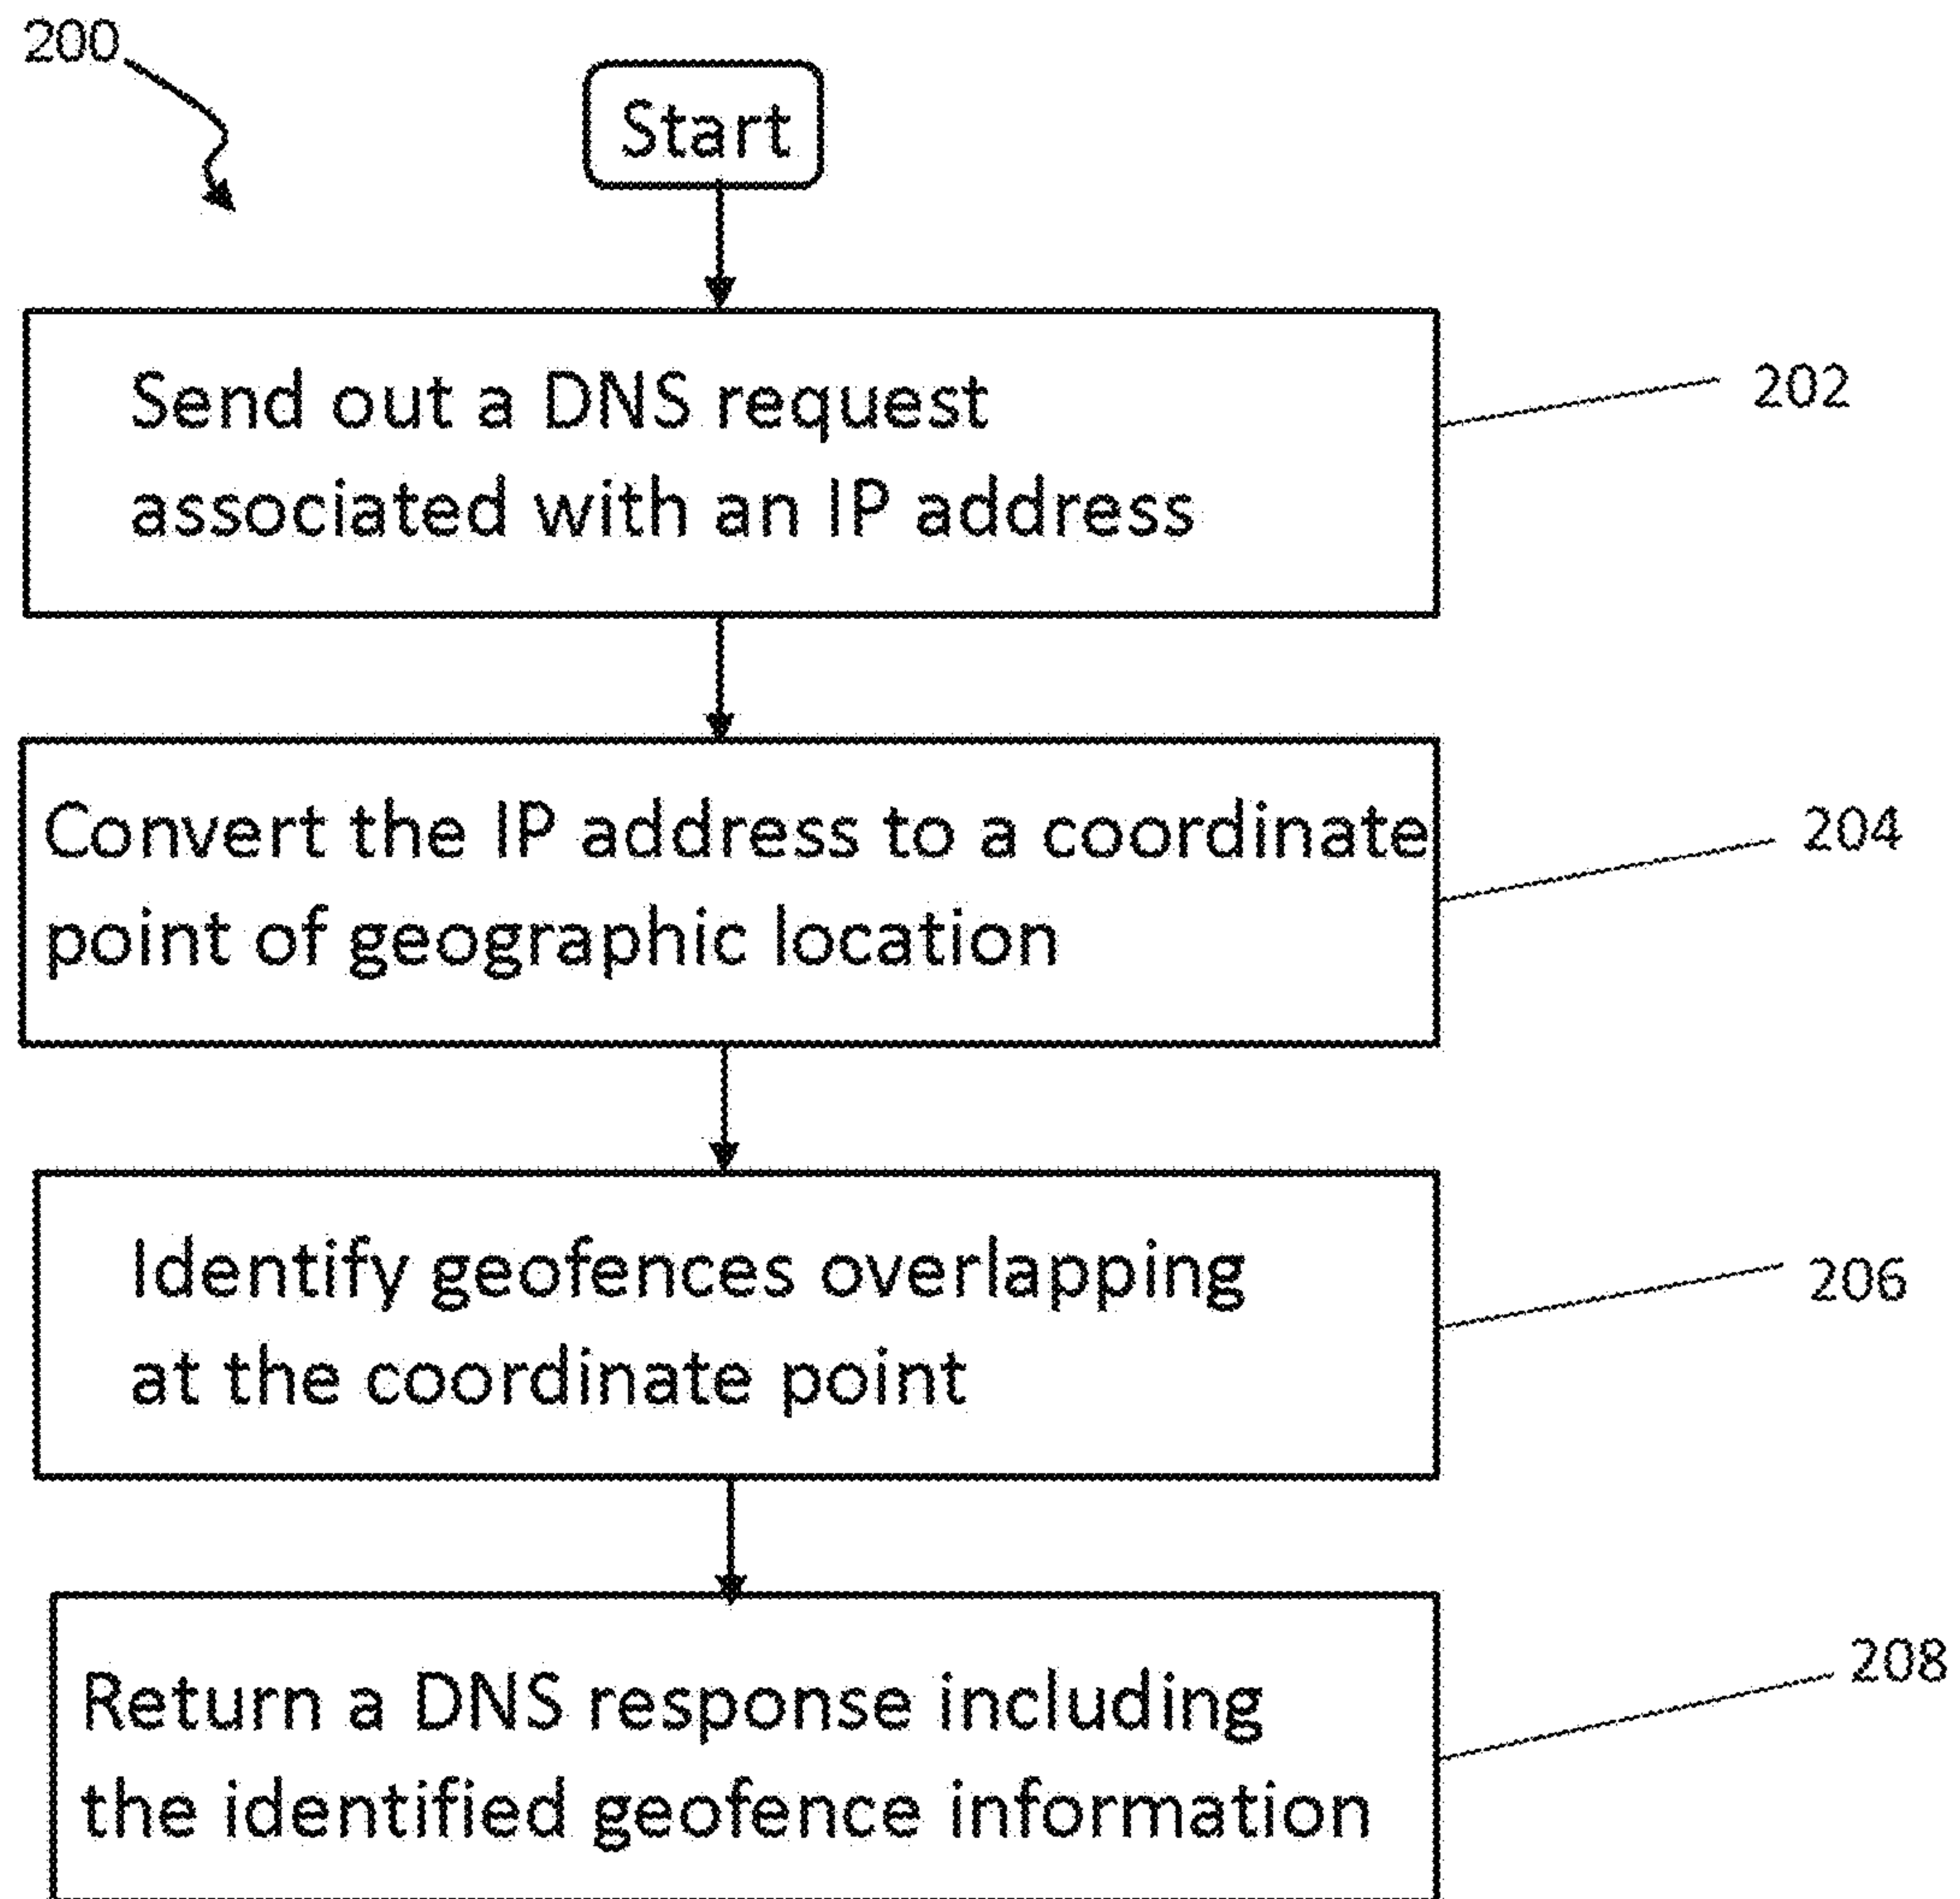 200
Start
Send out a DNS request
associated with an IP address
202
Convert the IP address to a coordinate
point of geographic location
204
Identify geofences overlapping
at the coordinate point
206
Return a DNS response including
the identified geofence information
208